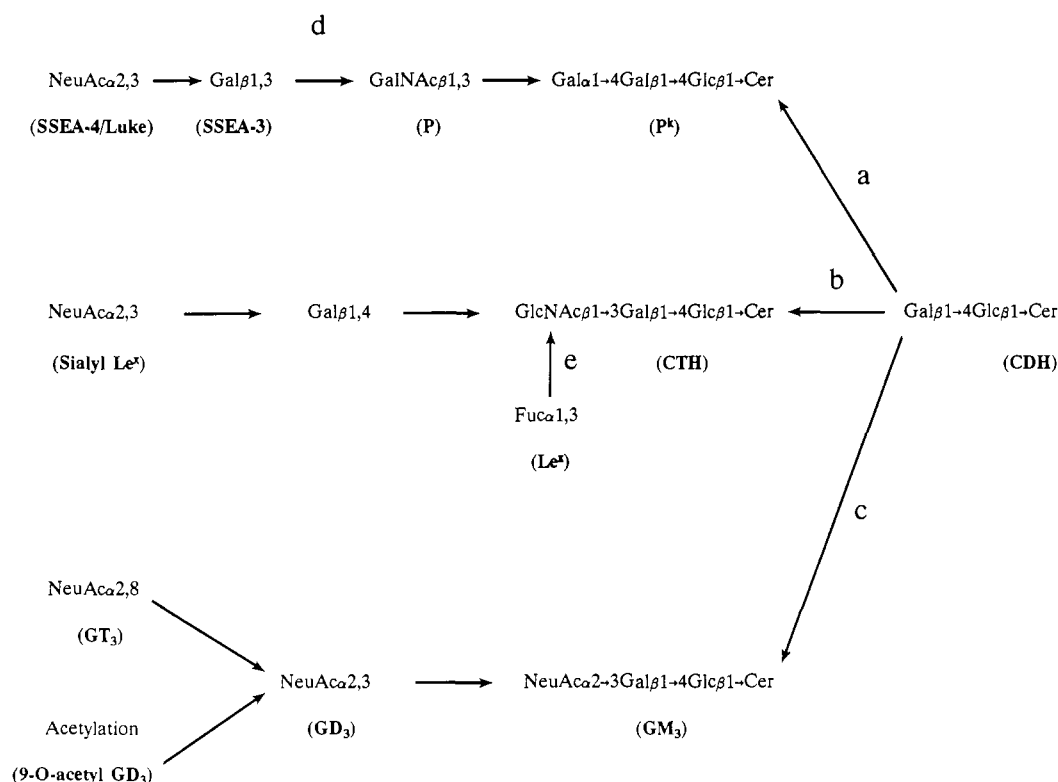 d
NeuAcα2,3 → Galβ1,3 → GalNAcβ1,3 → Galα1→4Galβ1→4Glcβ1→Cer
(SSEA-4/Luke) (SSEA-3) (P) (Pᵏ)
a
b
NeuAcα2,3 → Galβ1,4 → GlcNAcβ1→3Galβ1→4Glcβ1→Cer ← Galβ1→4Glcβ1→Cer
(Sialyl Leˣ) (CTH) (CDH)
e
Fucα1,3
(Leˣ)
c
NeuAcα2,8
(GT₃)
NeuAcα2,3 → NeuAcα2→3Galβ1→4Glcβ1→Cer
(GD₃) (GM₃)
Acetylation
(9-O-acetyl GD₃)